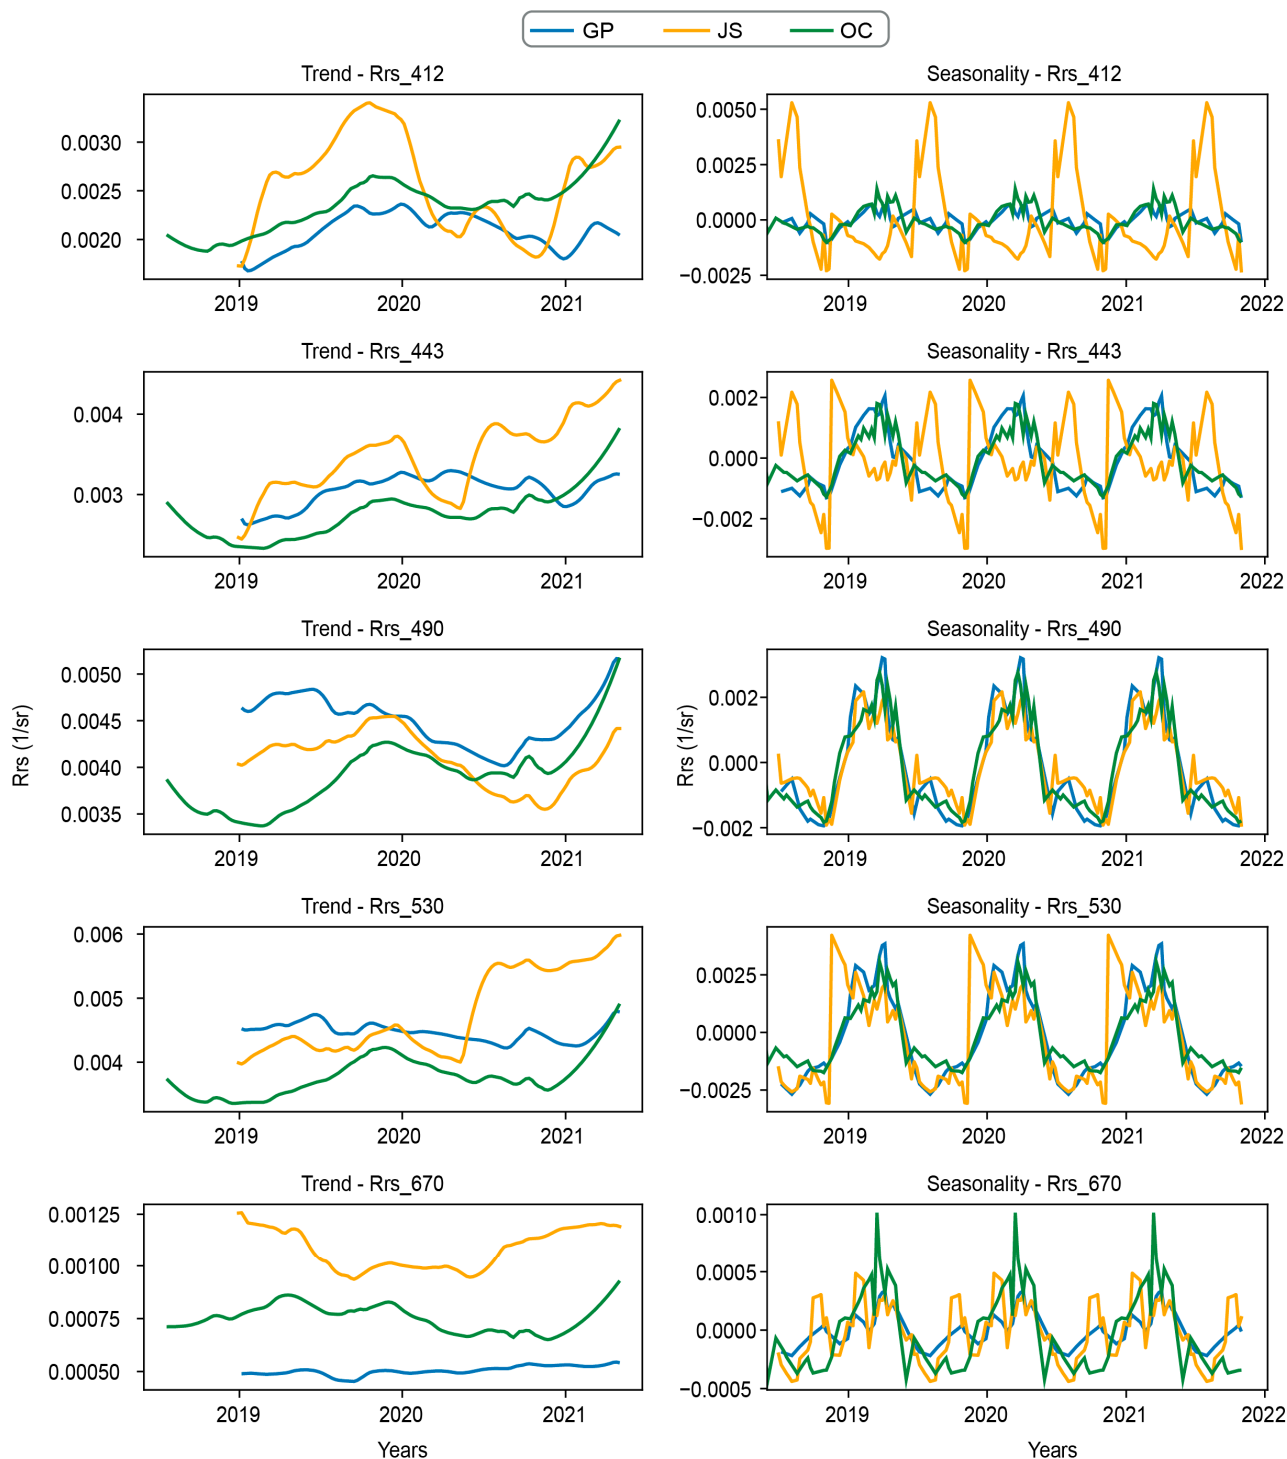 GP JS OC
Trend - Rrs_412
0.0030
0.0025
0.0020
2019 2020 2021
Seasonality - Rrs_412
0.0050
0.0025
0.0000
−0.0025
2019 2020 2021 2022
Trend - Rrs_443
0.004
0.003
2019 2020 2021
Seasonality - Rrs_443
0.002
0.000
−0.002
2019 2020 2021 2022
Trend - Rrs_490
0.0050
0.0045
0.0040
0.0035
Rrs (1/sr)
2019 2020 2021
Seasonality - Rrs_490
0.002
0.000
−0.002
Rrs (1/sr)
2019 2020 2021 2022
Trend - Rrs_530
0.006
0.005
0.004
2019 2020 2021
Seasonality - Rrs_530
0.0025
0.0000
−0.0025
2019 2020 2021 2022
Trend - Rrs_670
0.00125
0.00100
0.00075
0.00050
2019 2020 2021
Years
Seasonality - Rrs_670
0.0010
0.0005
0.0000
−0.0005
2019 2020 2021 2022
Years